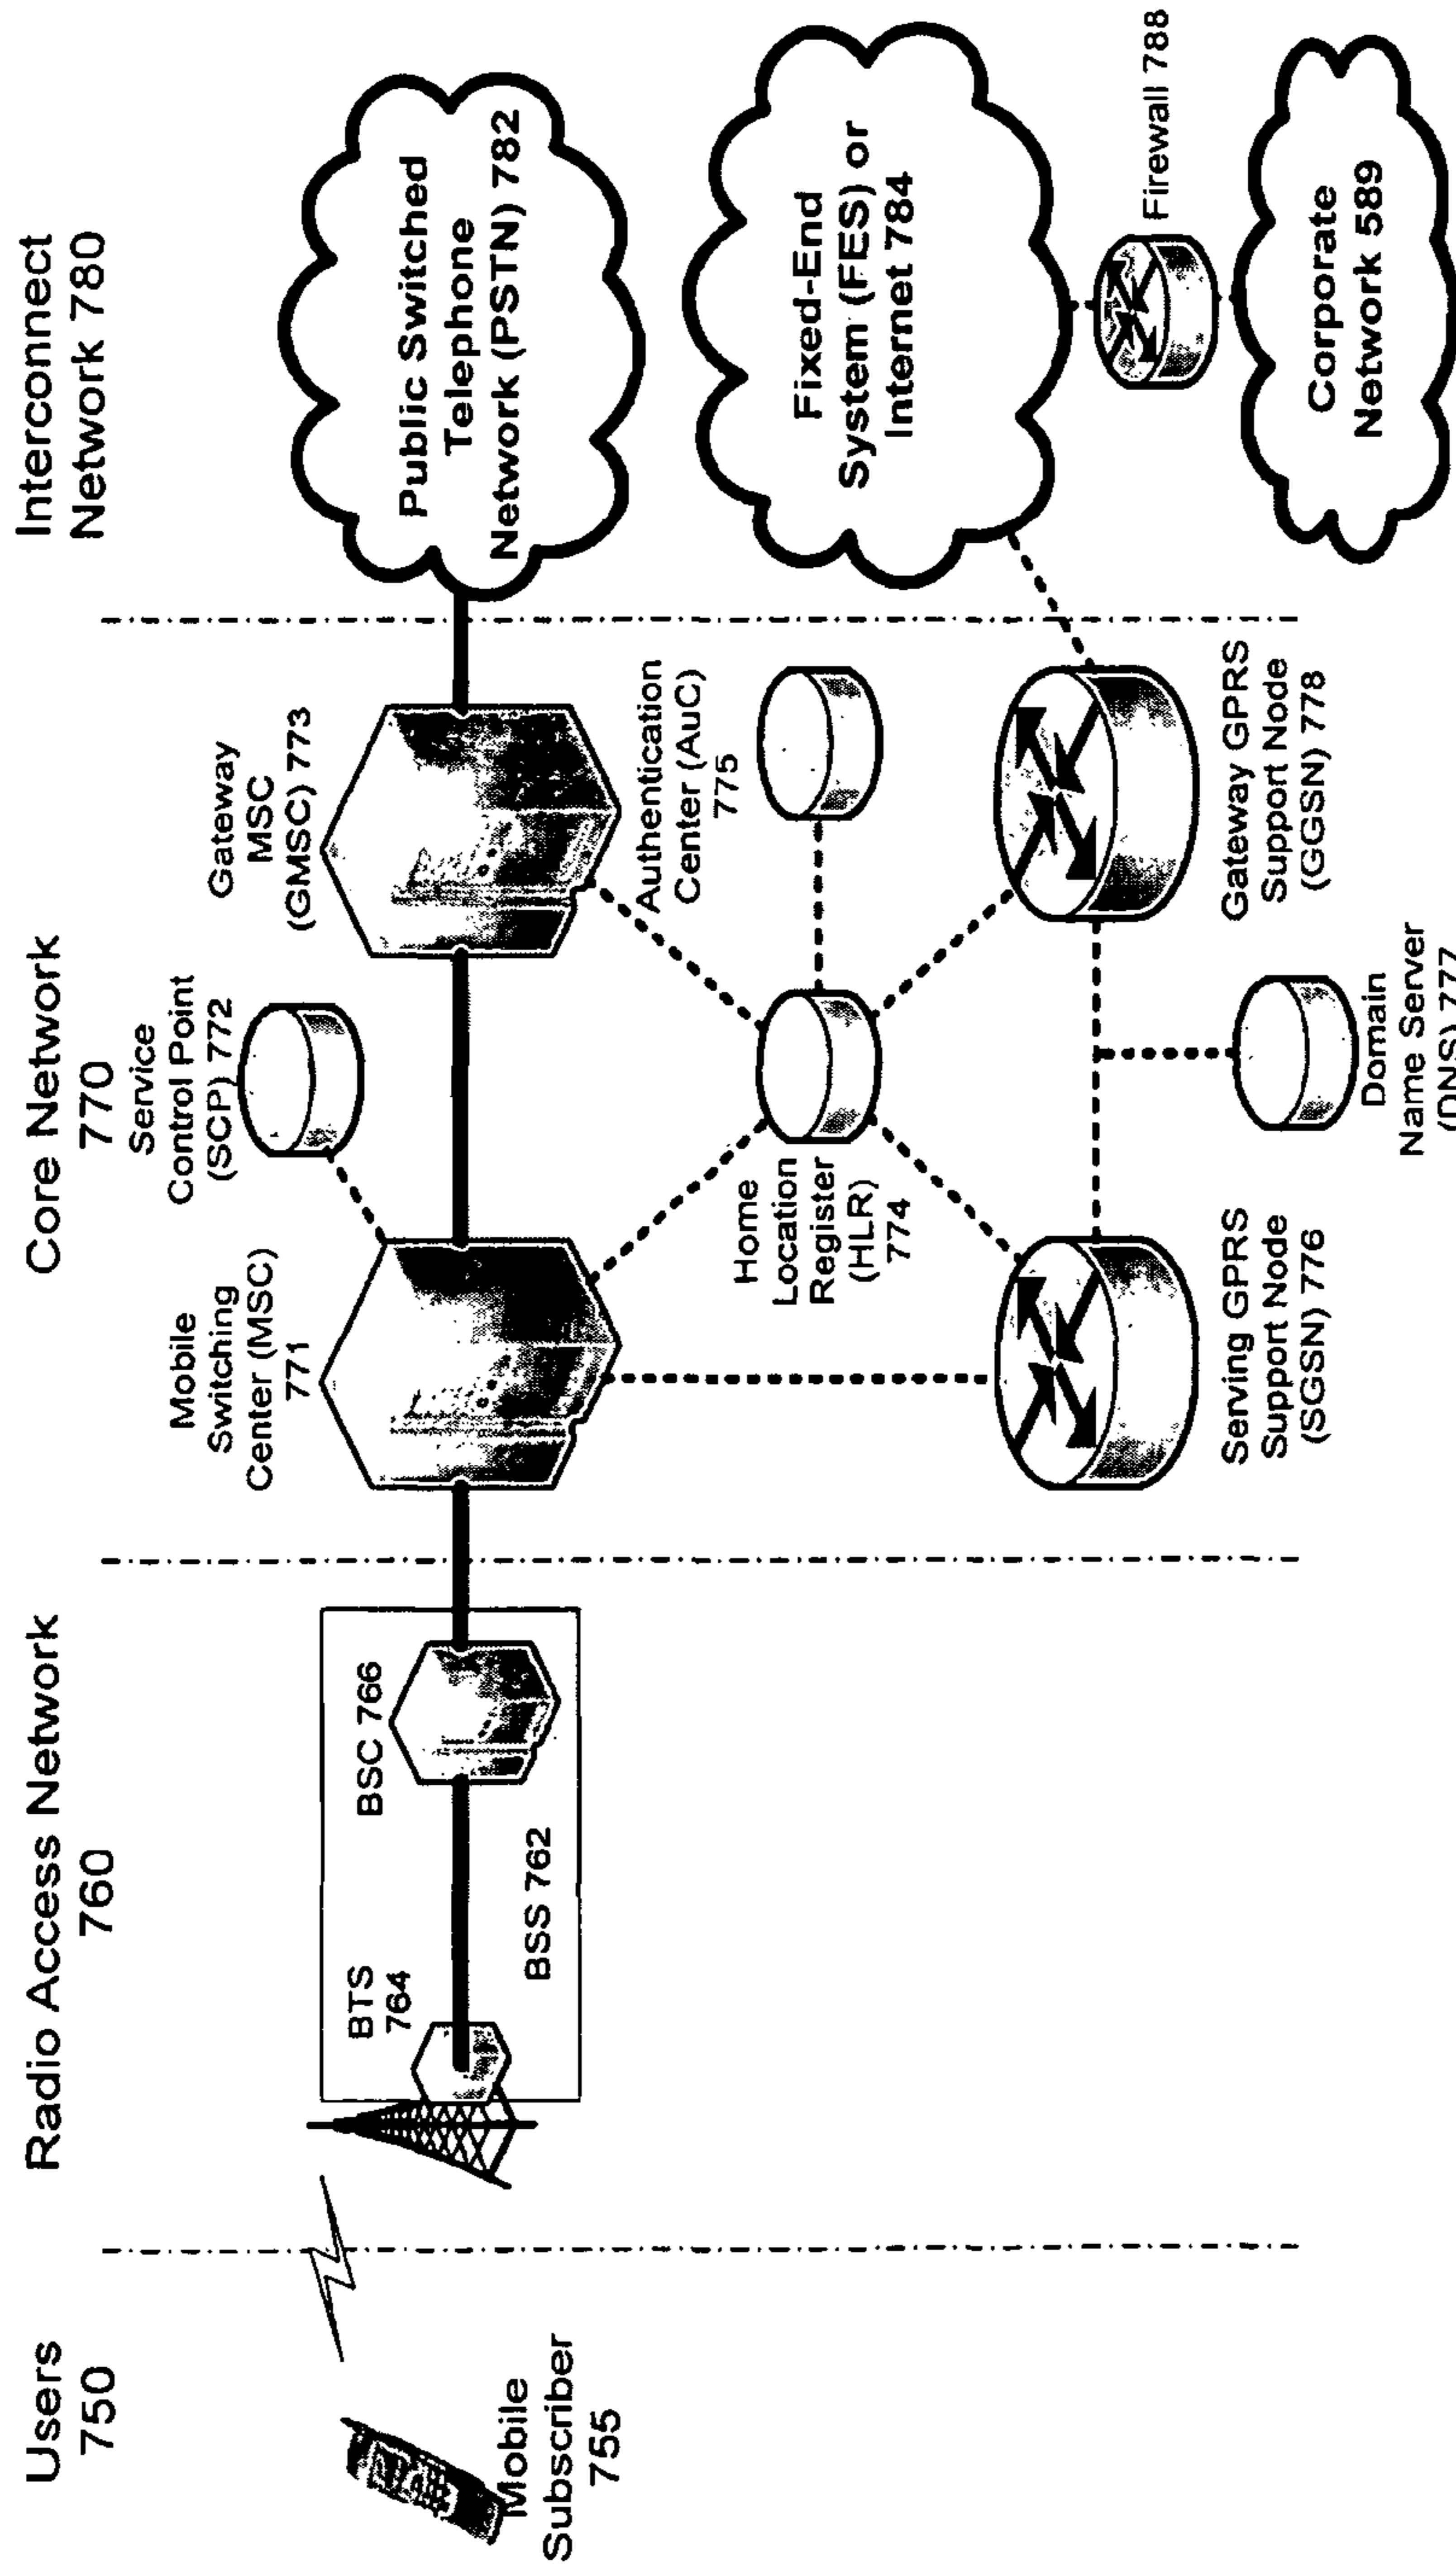 Users
750
Radio Access Network
760
Core Network
770
Interconnect
Network 780
Mobile
Subscriber
755
BTS
764
BSC 766
BSS 762
Mobile
Switching
Center (MSC)
771
Service
Control Point
(SCP) 772
Gateway
MSC
(GMSC) 773
Public Switched
Telephone
Network (PSTN) 782
Home
Location
Register
(HLR)
774
Authentication
Center (AuC)
775
Fixed-End
System (FES) or
Internet 784
Serving GPRS
Support Node
(SGSN) 776
Gateway GPRS
Support Node
(GGSN) 778
Firewall 788
Domain
Name Server
(DNS) 777
Corporate
Network 589